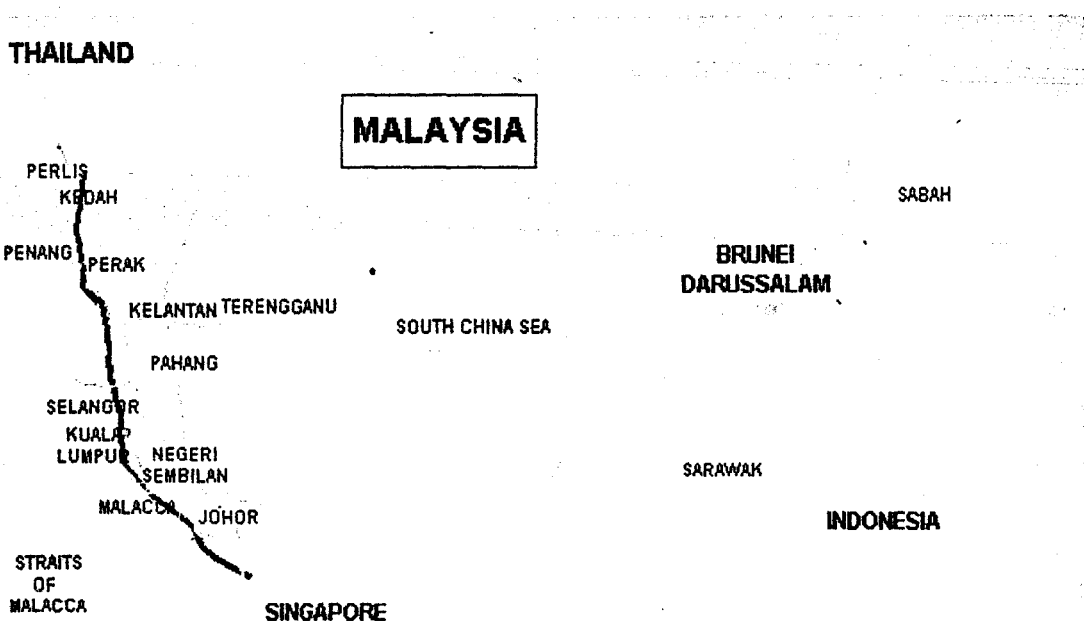 THAILAND
MALAYSIA
PERLIS
KEDAH
SABAH
PENANG
PERAK
BRUNEI
DARUSSALAM
KELANTAN
TERENGGANU
SOUTH CHINA SEA
PAHANG
SELANGOR
KUALAP
LUMPUR
NEGERI
SEMBILAN
SARAWAK
MALACCA
JOHOR
INDONESIA
STRAITS
OF
MALACCA
SINGAPORE